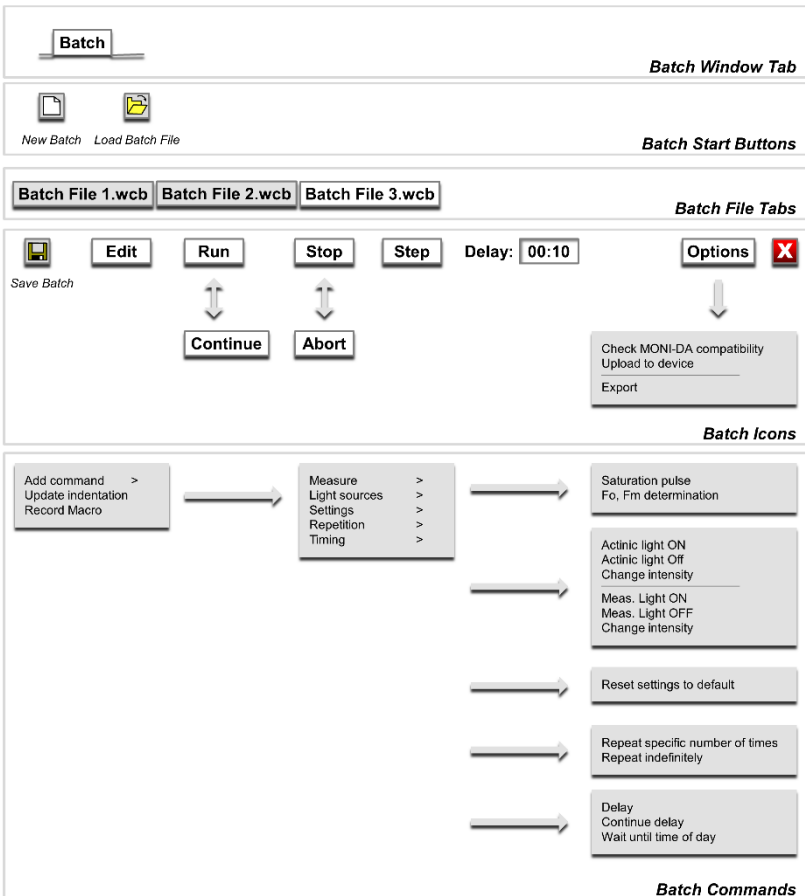 Batch
Batch Window Tab
New Batch Load Batch File
Batch Start Buttons
Batch File 1.wcb Batch File 2.wcb Batch File 3.wcb
Batch File Tabs
Edit Run Stop Step Delay: 00:10 Options X
Save Batch
Continue Abort
Check MONI-DA compatibility
Upload to device
Export
Batch Icons
Add command >
Update indentation
Record Macro
Measure >
Light sources >
Settings >
Repetition >
Timing >
Saturation pulse
Fo, Fm determination
Actinic light ON
Actinic light Off
Change intensity
Meas. Light ON
Meas. Light OFF
Change intensity
Reset settings to default
Repeat specific number of times
Repeat indefinitely
Delay
Continue delay
Wait until time of day
Batch Commands